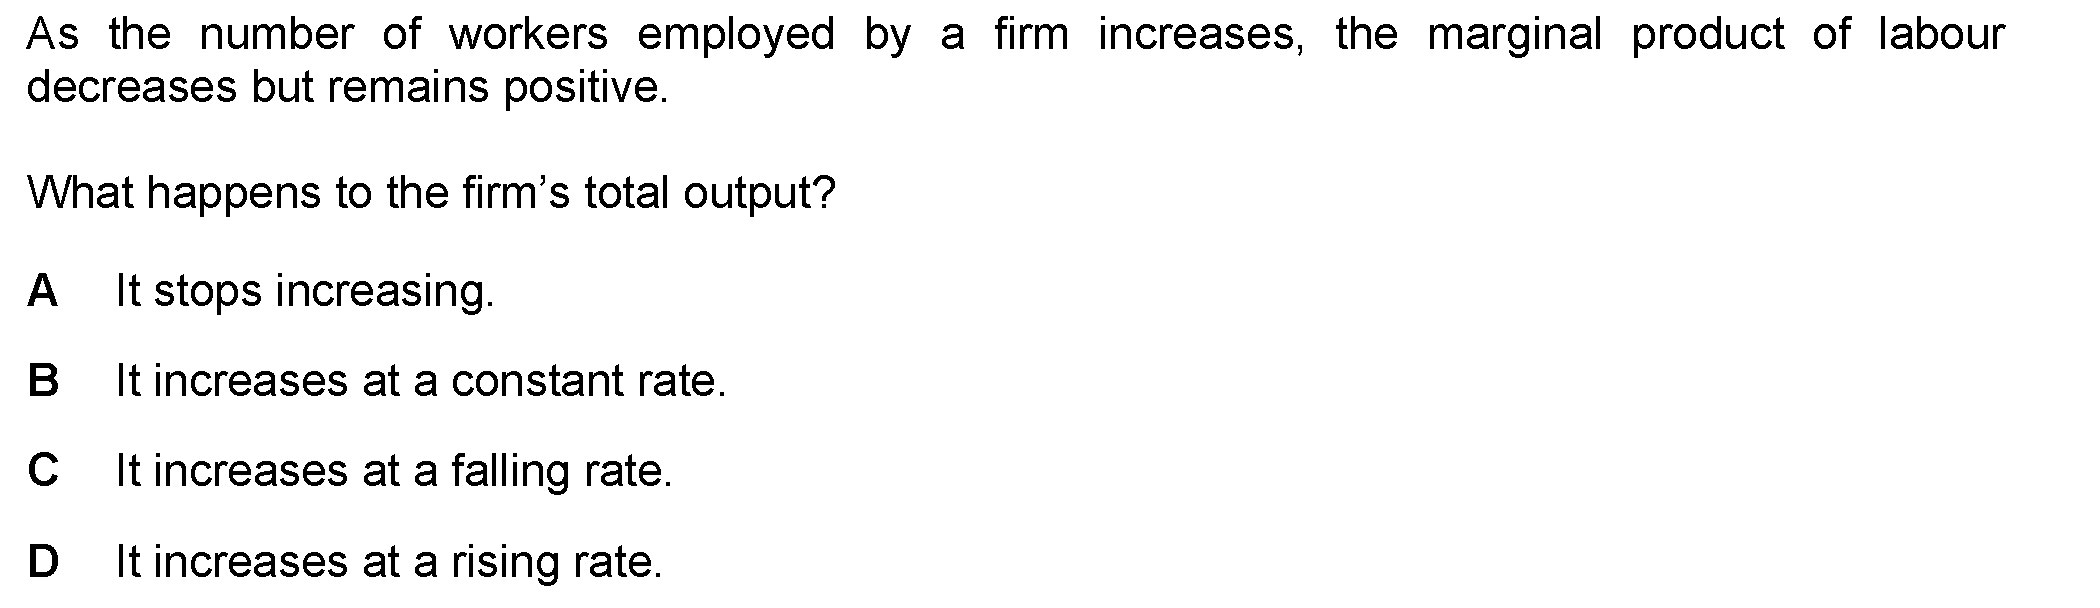 As the number of workers employed by a firm increases, the marginal product of labour
decreases but remains positive.
What happens to the firm’s total output?
A It stops increasing.
B It increases at a constant rate.
C It increases at a falling rate.
D It increases at a rising rate.